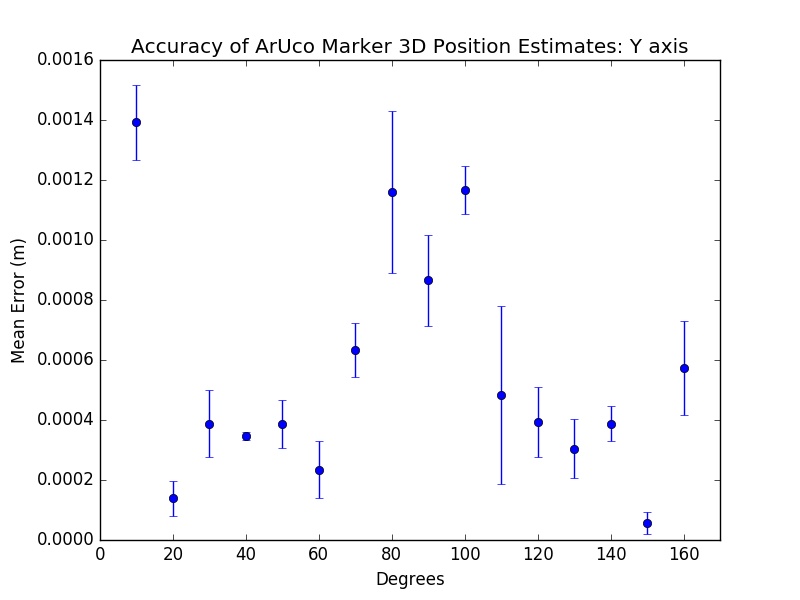 Accuracy of ArUco Marker 3D Position Estimates: Y axis
0.0016
0.0014
0.0012
0.0010
0.0008
0.0006
0.0004
0.0002
0.0000
Mean Error (m)
0 20 40 60 80 100 120 140 160
Degrees